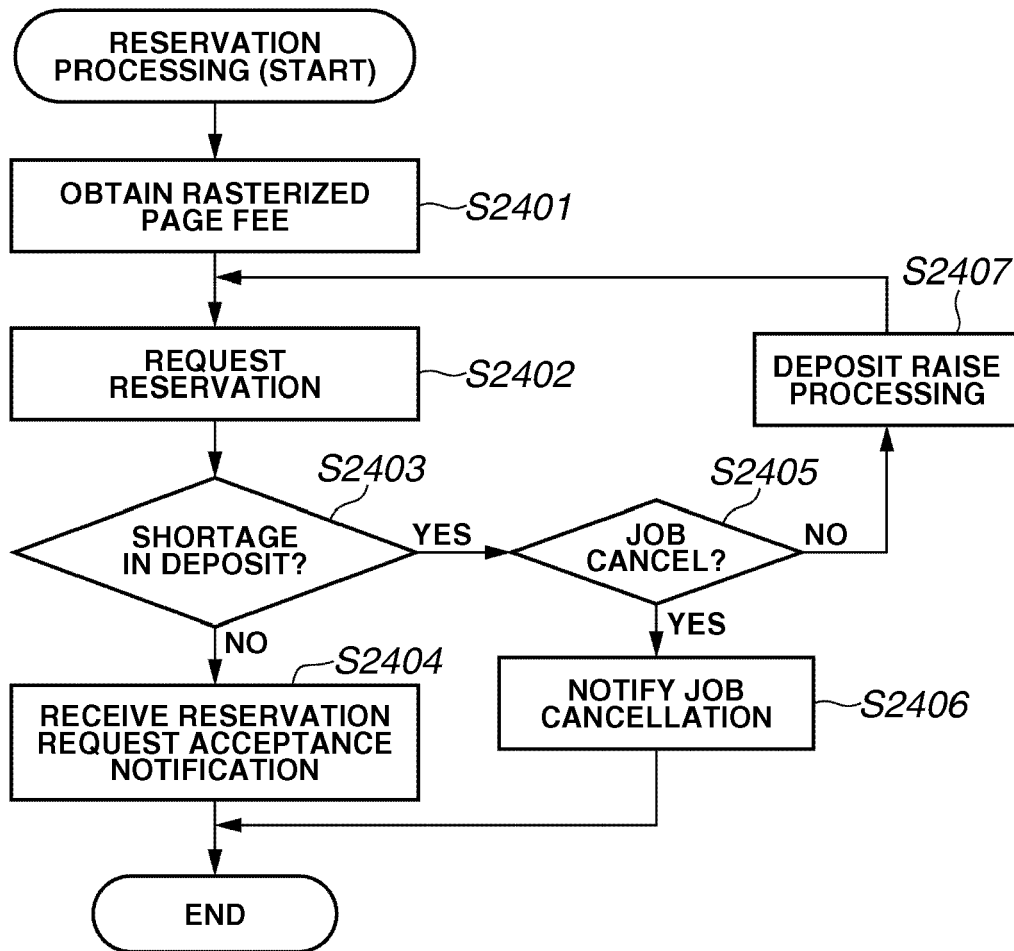 RESERVATION
PROCESSING (START)
OBTAIN RASTERIZED
PAGE FEE
S2401
S2407
REQUEST
RESERVATION
S2402
DEPOSIT RAISE
PROCESSING
S2403
S2405
SHORTAGE
IN DEPOSIT?
YES
JOB
CANCEL?
NO
NO
YES
S2404
RECEIVE RESERVATION
REQUEST ACCEPTANCE
NOTIFICATION
NOTIFY JOB
CANCELLATION
S2406
END